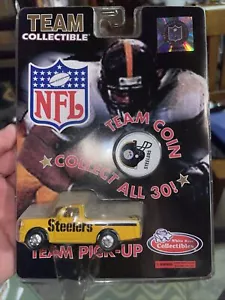 TEAM
COLLECTIBLE
NFL
TEAM COIN
STEELERS
COLLECT ALL 30!
Steelers
TEAM PICK-UP
White Rose
Collectibles